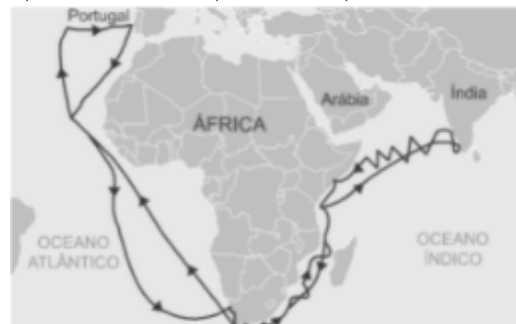 Portugal
Arábia
Índia
ÁFRICA
OCEANO
ATLÂNTICO
OCEANO
ÍNDICO